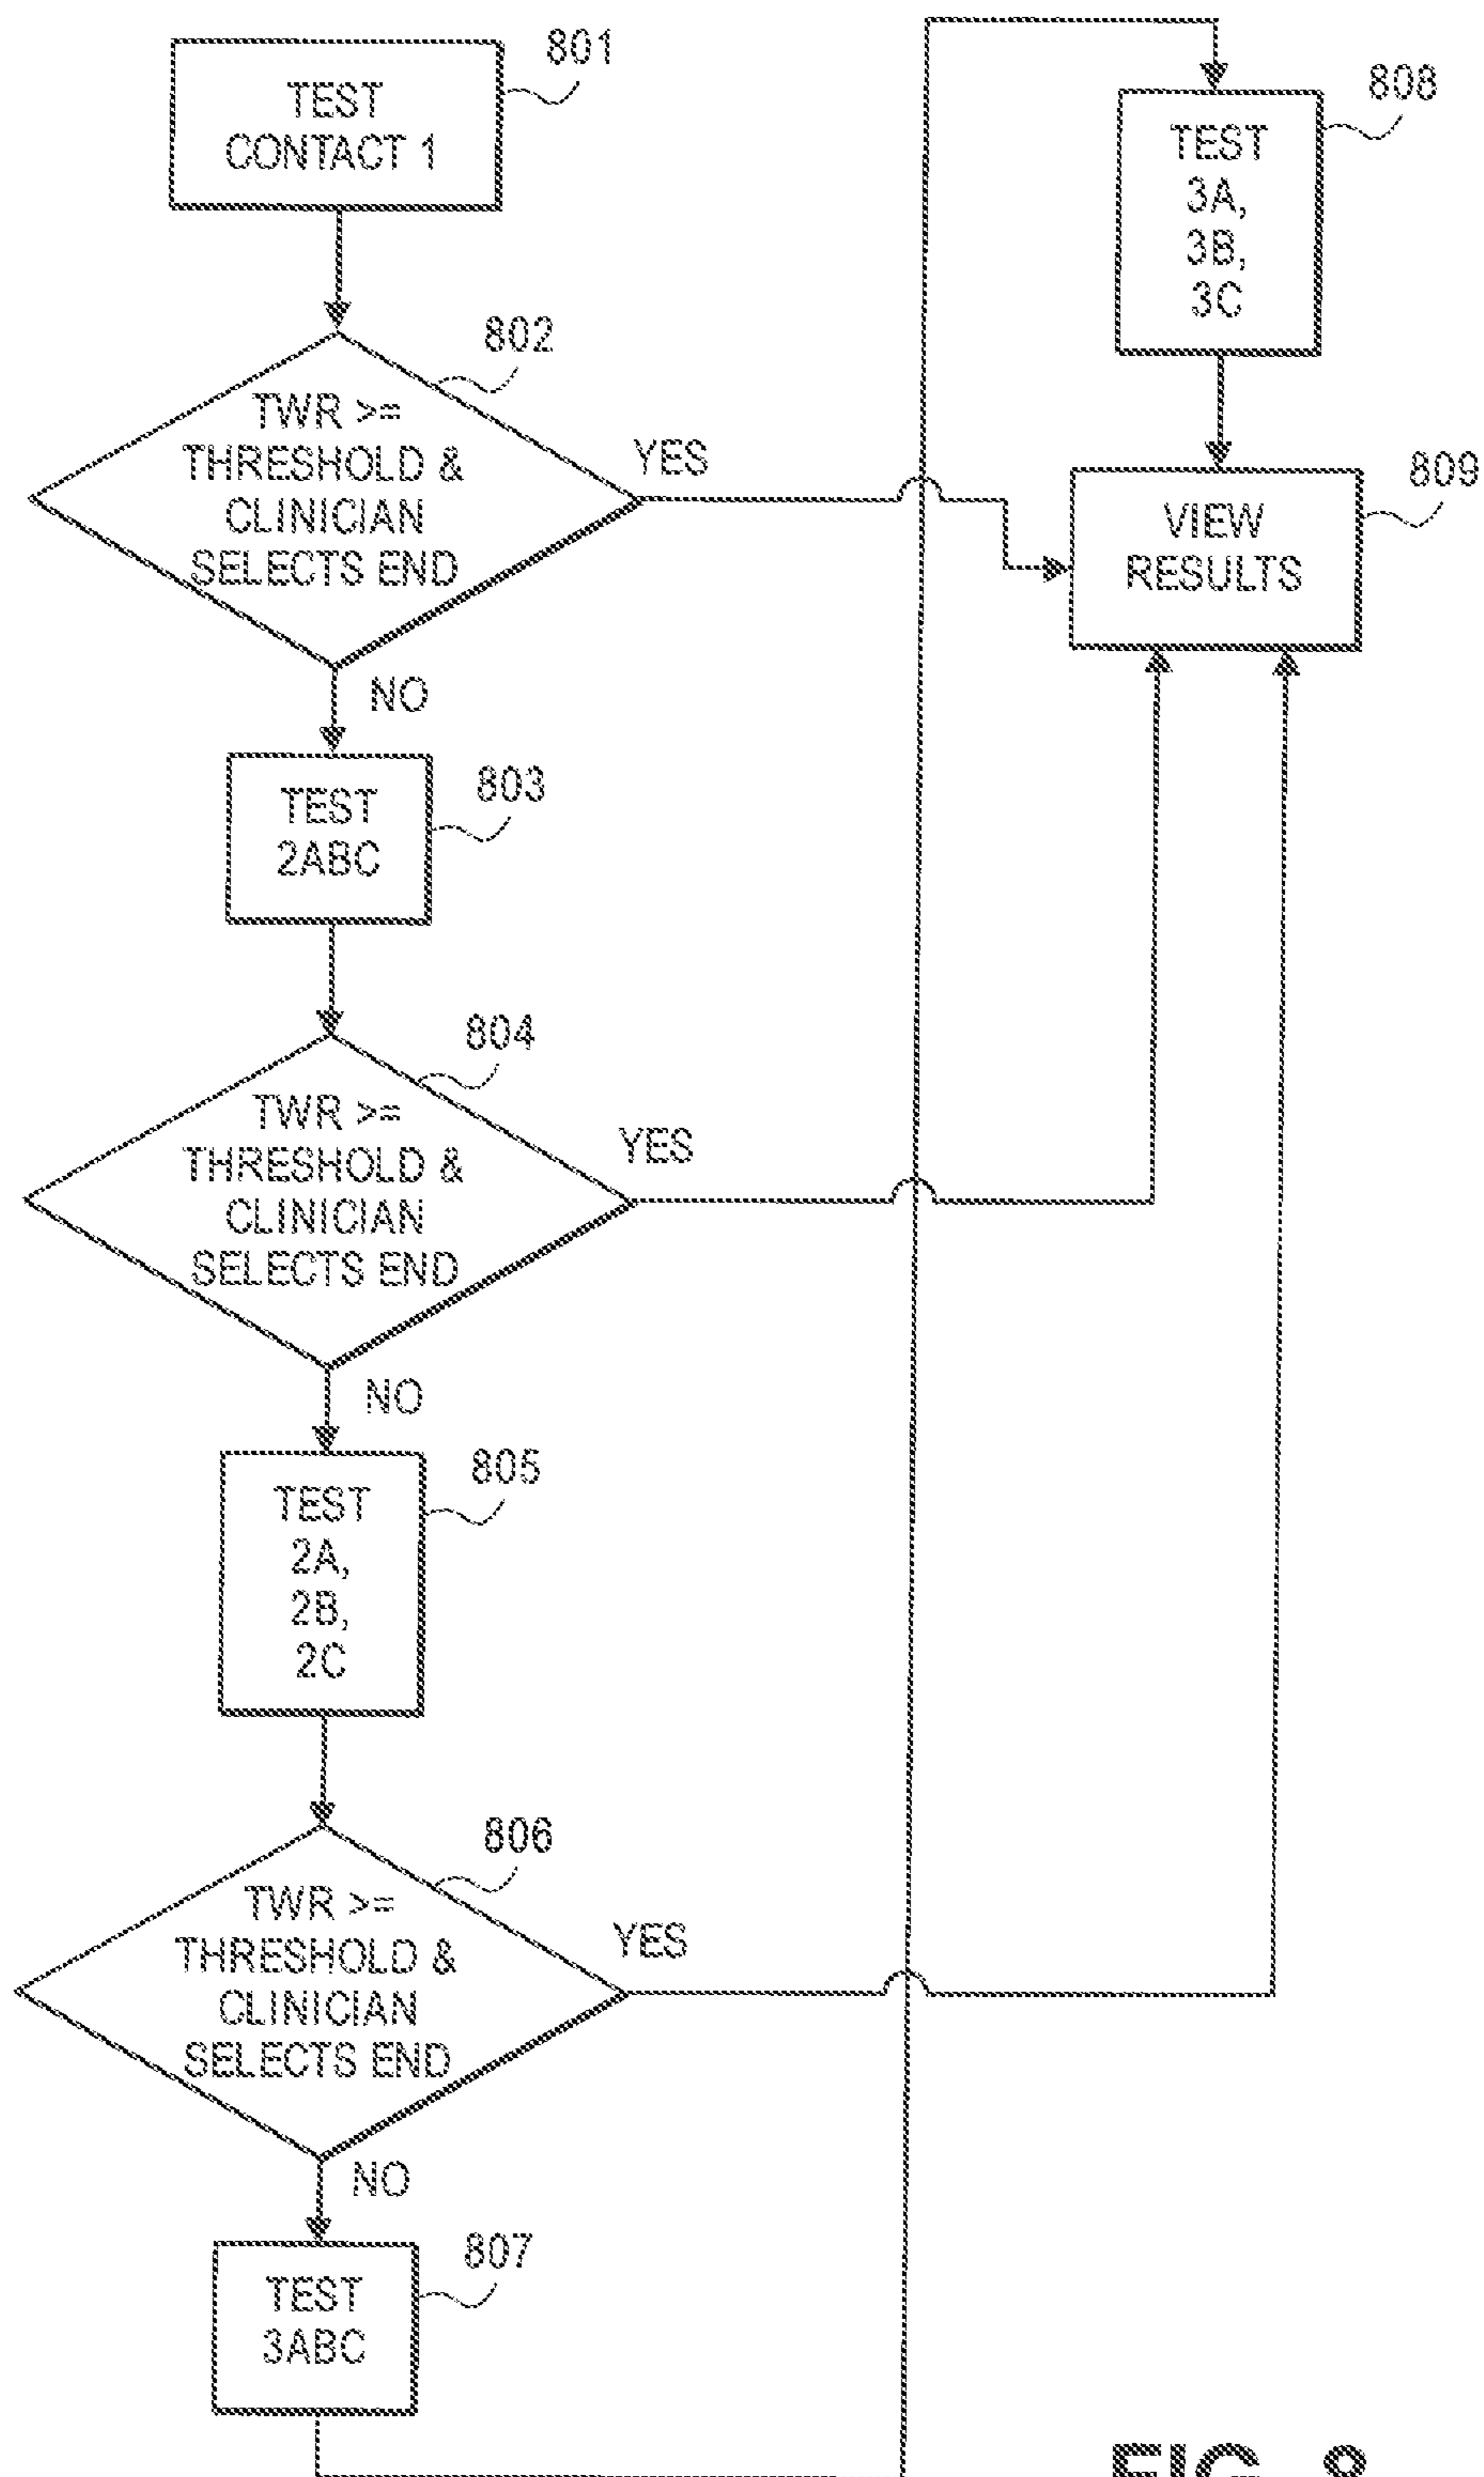 801
TEST
CONTACT 1
802
TWR >=
THRESHOLD &
CLINICIAN
SELECTS END
YES
NO
803
TEST
2ABC
804
TWR >=
THRESHOLD &
CLINICIAN
SELECTS END
YES
NO
805
TEST
2A,
2B,
2C
806
TWR >=
THRESHOLD &
CLINICIAN
SELECTS END
YES
NO
807
TEST
3ABC
808
TEST
3A,
3B,
3C
809
VIEW
RESULTS
FIG. 8